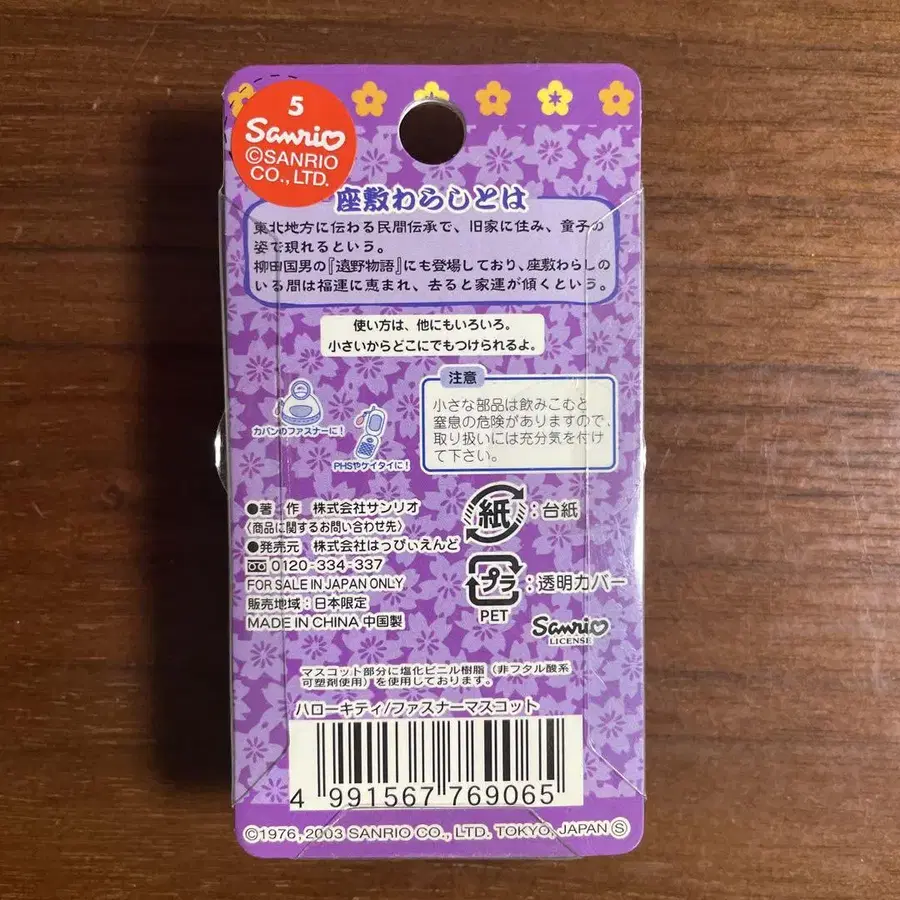 5
Sanrio
©SANRIO
CO., LTD.
座敷わらしとは
東北地方に伝わる民間伝承で、旧家に住み、童子の
姿で現れるという。
柳田国男の『遠野物語』にも登場しており、座敷わらしの
いる間は福運に恵まれ、去ると家運が傾くという。
使い方は、他にもいろいろ。
小さいからどこにでもつけられるよ。
カバンのファスナーに!
PHSやケイタイに!
注意
小さな部品は飲みこむと
窒息の危険がありますので、
取り扱いには充分気を付け
て下さい。
●著 作 株式会社サンリオ
〈商品に関するお問い合わせ先〉
●発売元 株式会社はっぴぃえんど
0120-334-337
FOR SALE IN JAPAN ONLY
販売地域:日本限定
MADE IN CHINA 中国製
紙:台紙
プラ:透明カバー
PET
Sanrio
LICENSE
マスコット部分に塩化ビニル樹脂(非フタル酸系
可塑剤使用)を使用しております。
ハローキティ/ファスナーマスコット
4 991567 769065
©1976, 2003 SANRIO CO., LTD. TOKYO, JAPAN Ⓢ